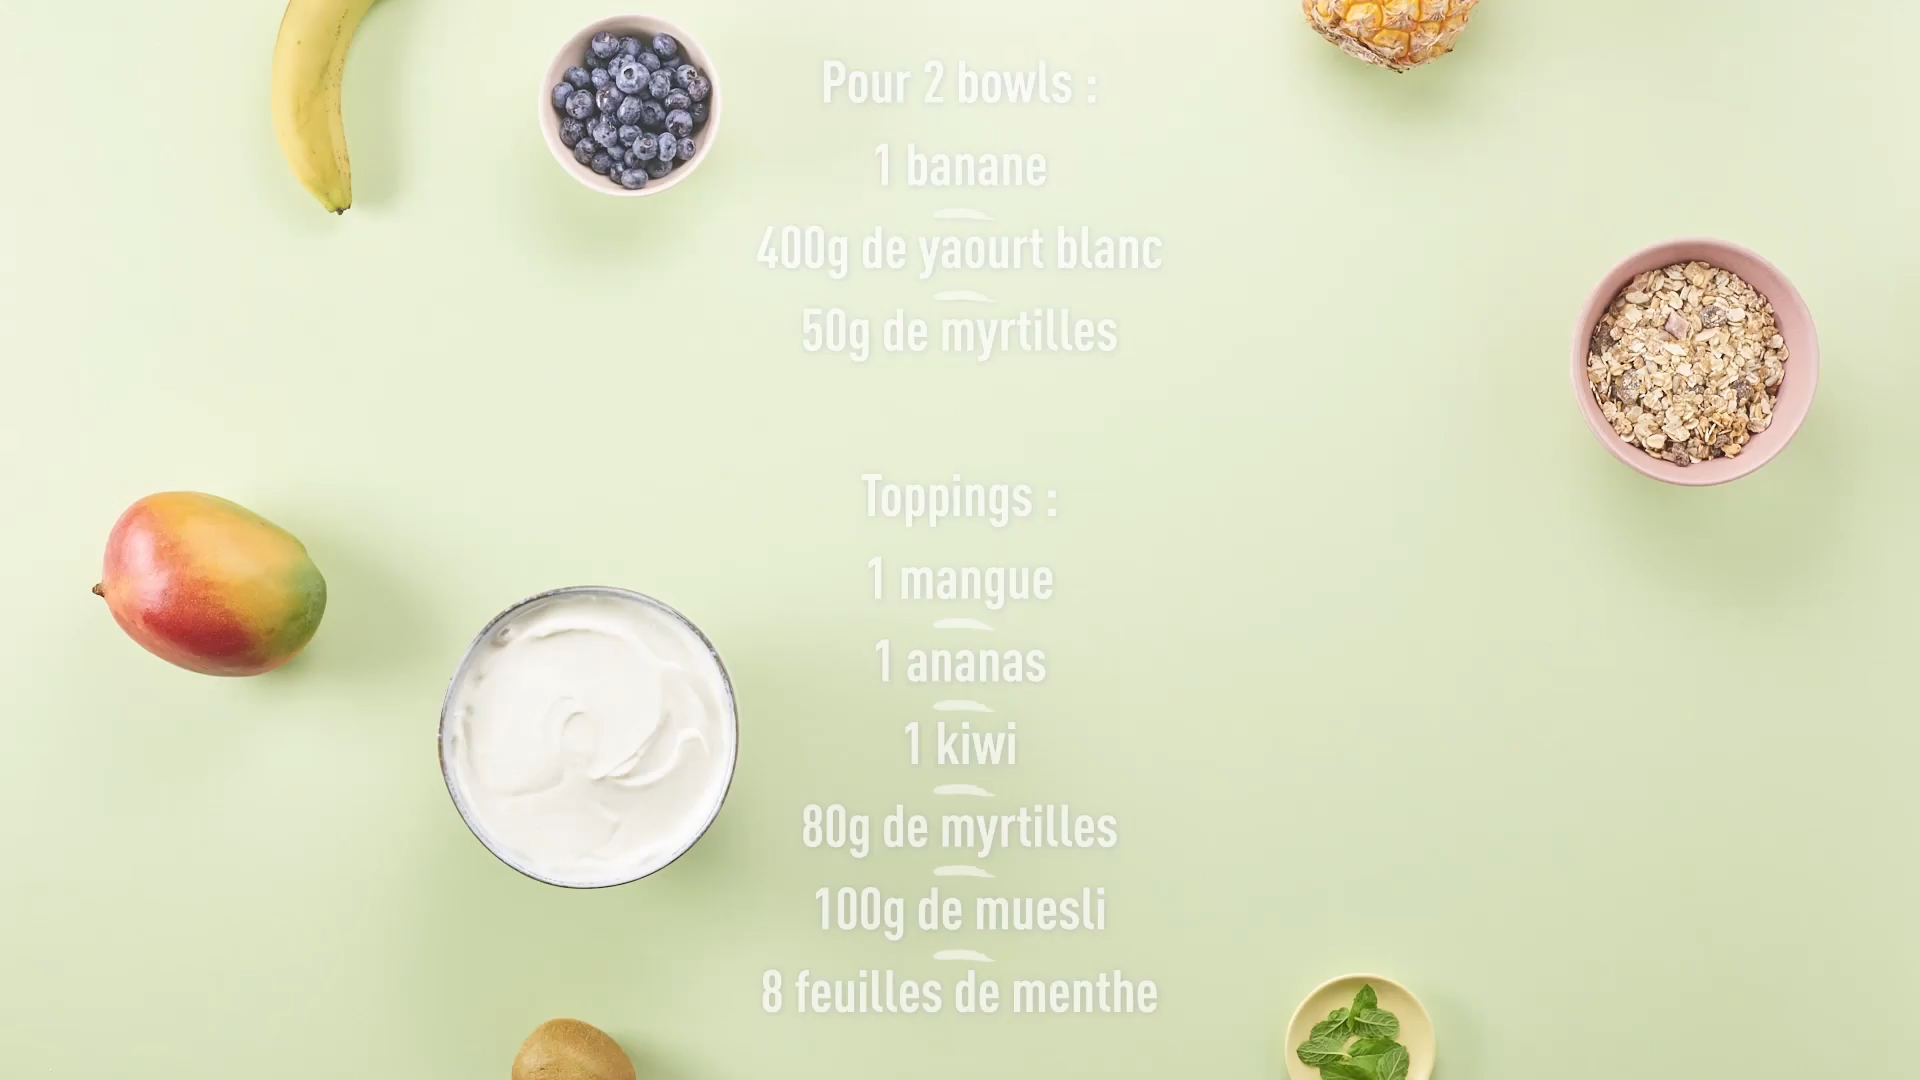 Pour 2 bowls :
1 banane
400g de yaourt blanc
50g de myrtilles
Toppings :
1 mangue
1 ananas
1 kiwi
80g de myrtilles
100g de muesli
8 feuilles de menthe